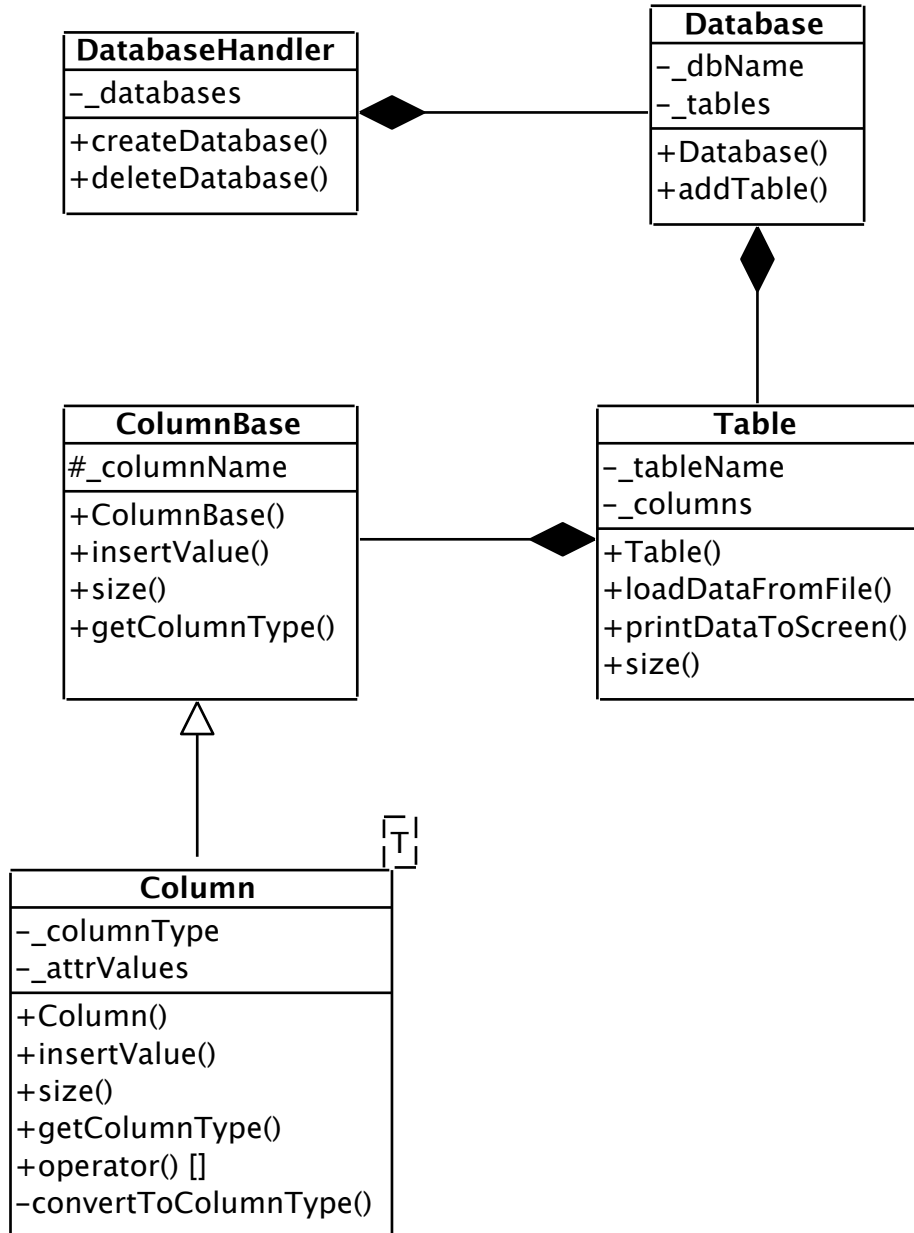 DatabaseHandler
-_databases
+createDatabase()
+deleteDatabase()
Database
-_dbName
-_tables
+Database()
+addTable()
ColumnBase
#_columnName
+ColumnBase()
+insertValue()
+size()
+getColumnType()
Table
-_tableName
-_columns
+Table()
+loadDataFromFile()
+printDataToScreen()
+size()
T
Column
-_columnType
-_attrValues
+Column()
+insertValue()
+size()
+getColumnType()
+operator() []
-convertToColumnType()